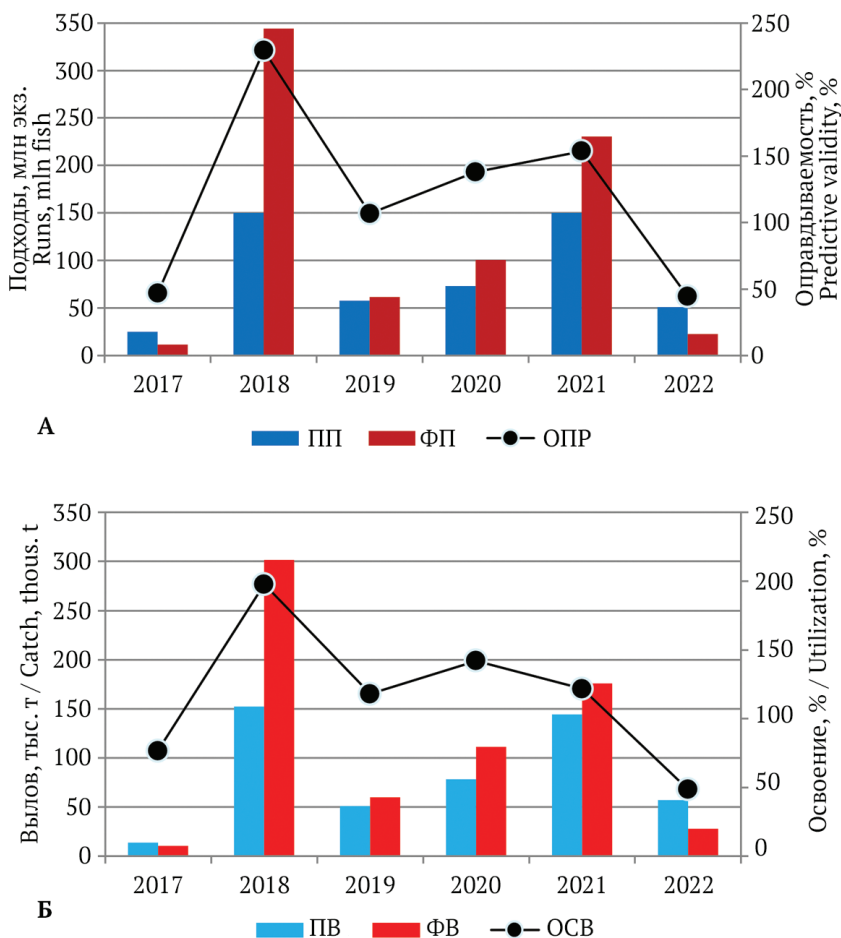 Подходы, млн экз.
Runs, mln fish
350
300
250
200
150
100
50
0
250
200
150
100
50
0
Оправдываемость, %
Predictive validity, %
2017 2018 2019 2020 2021 2022
А
ПП ФП ОПР
Вылов, тыс. т / Catch, thous. t
350
300
250
200
150
100
50
0
250
200
150
100
50
0
Освоение, % / Utilization, %
2017 2018 2019 2020 2021 2022
Б
ПВ ФВ ОСВ